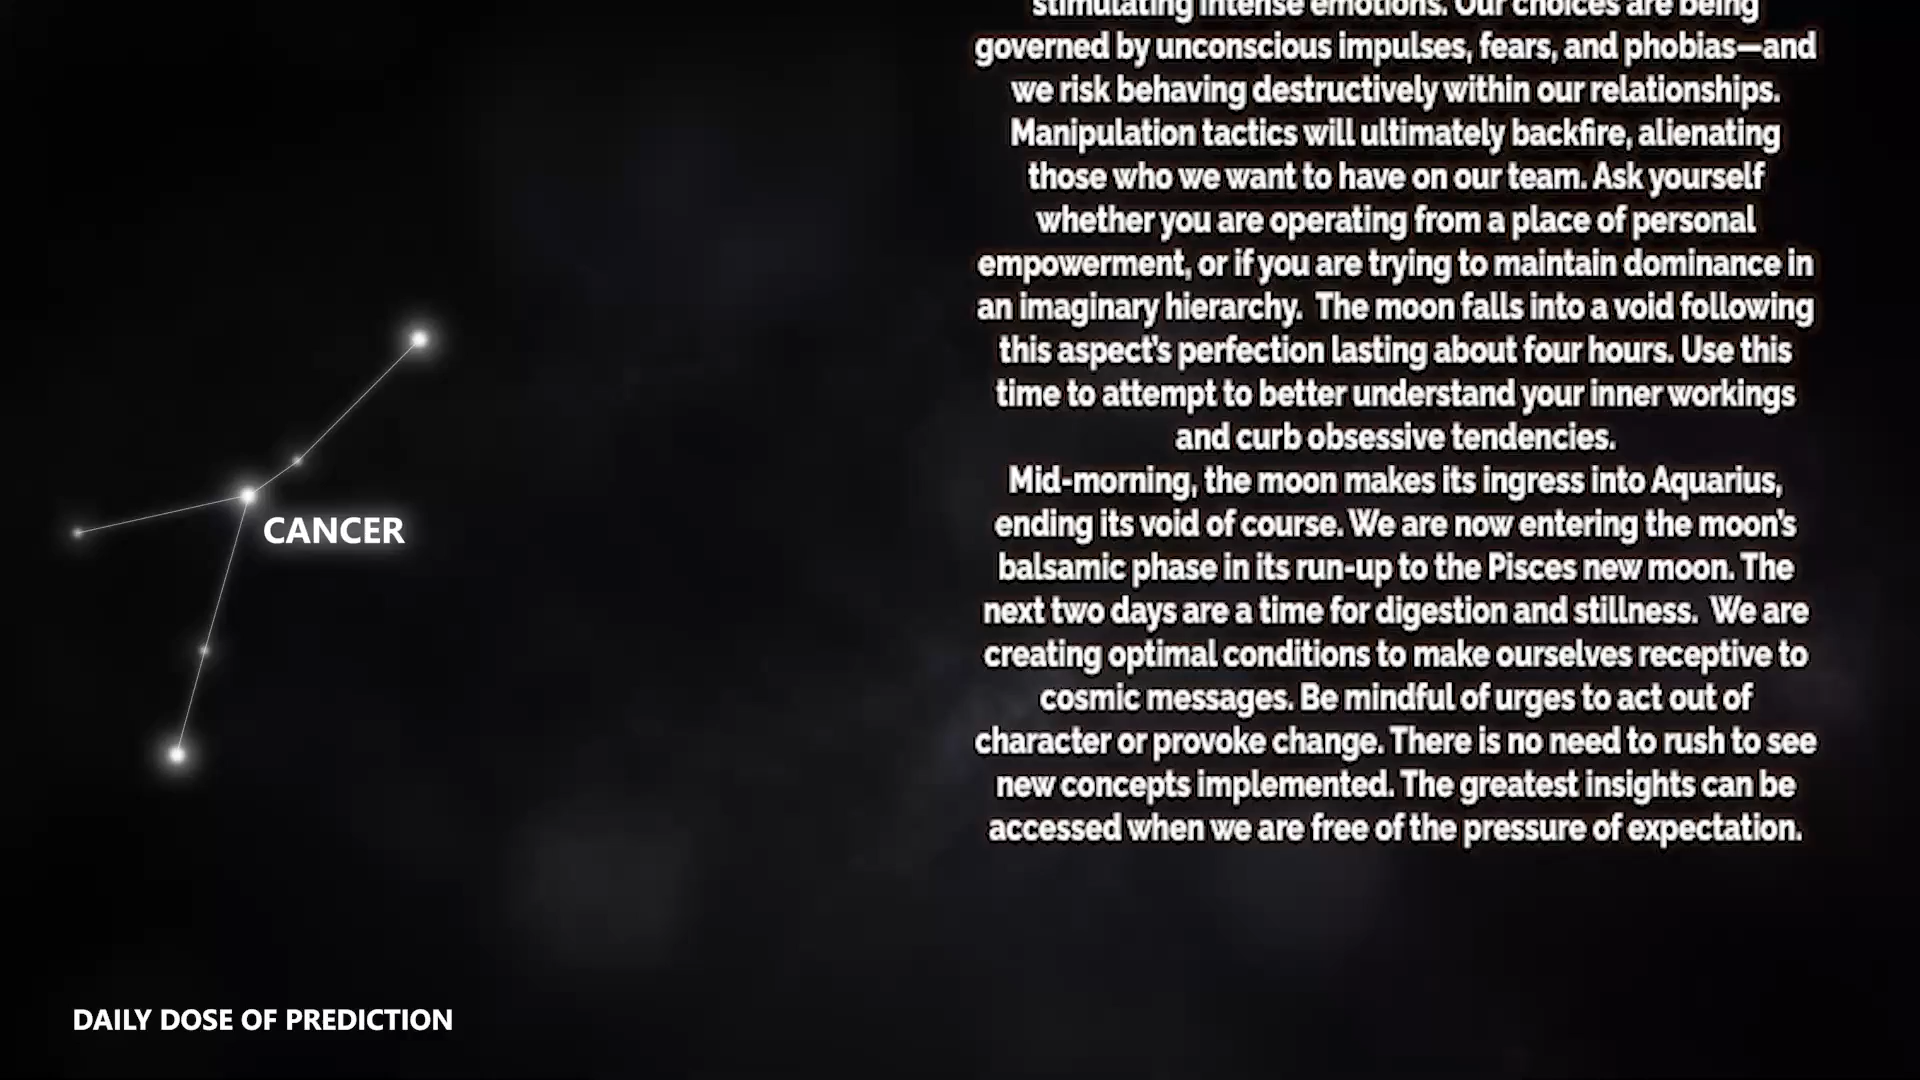 stimulating intense emotions. Our choices are being
governed by unconscious impulses, fears, and phobias—and
we risk behaving destructively within our relationships.
Manipulation tactics will ultimately backfire, alienating
those who we want to have on our team. Ask yourself
whether you are operating from a place of personal
empowerment, or if you are trying to maintain dominance in
an imaginary hierarchy.  The moon falls into a void following
this aspect's perfection lasting about four hours. Use this
time to attempt to better understand your inner workings
and curb obsessive tendencies.
Mid-morning, the moon makes its ingress into Aquarius,
ending its void of course. We are now entering the moon's
balsamic phase in its run-up to the Pisces new moon. The
next two days are a time for digestion and stillness.  We are
creating optimal conditions to make ourselves receptive to
cosmic messages. Be mindful of urges to act out of
character or provoke change. There is no need to rush to see
new concepts implemented. The greatest insights can be
accessed when we are free of the pressure of expectation.
CANCER
DAILY DOSE OF PREDICTION